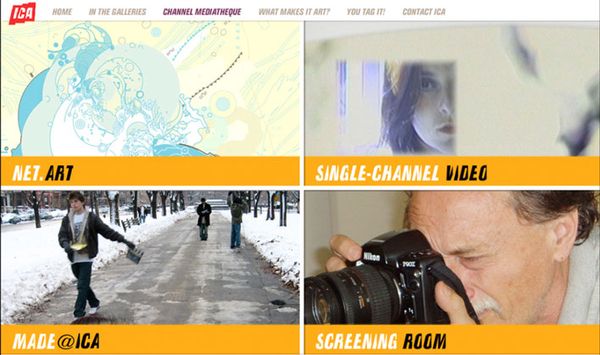 ICA HOME IN THE GALLERIES CHANNEL MEDIATHEQUE WHAT MAKES IT ART? YOU TAG IT! CONTACT ICA
NET.ART
SINGLE-CHANNEL VIDEO
Nikon
F90X
MADE@ICA
SCREENING ROOM